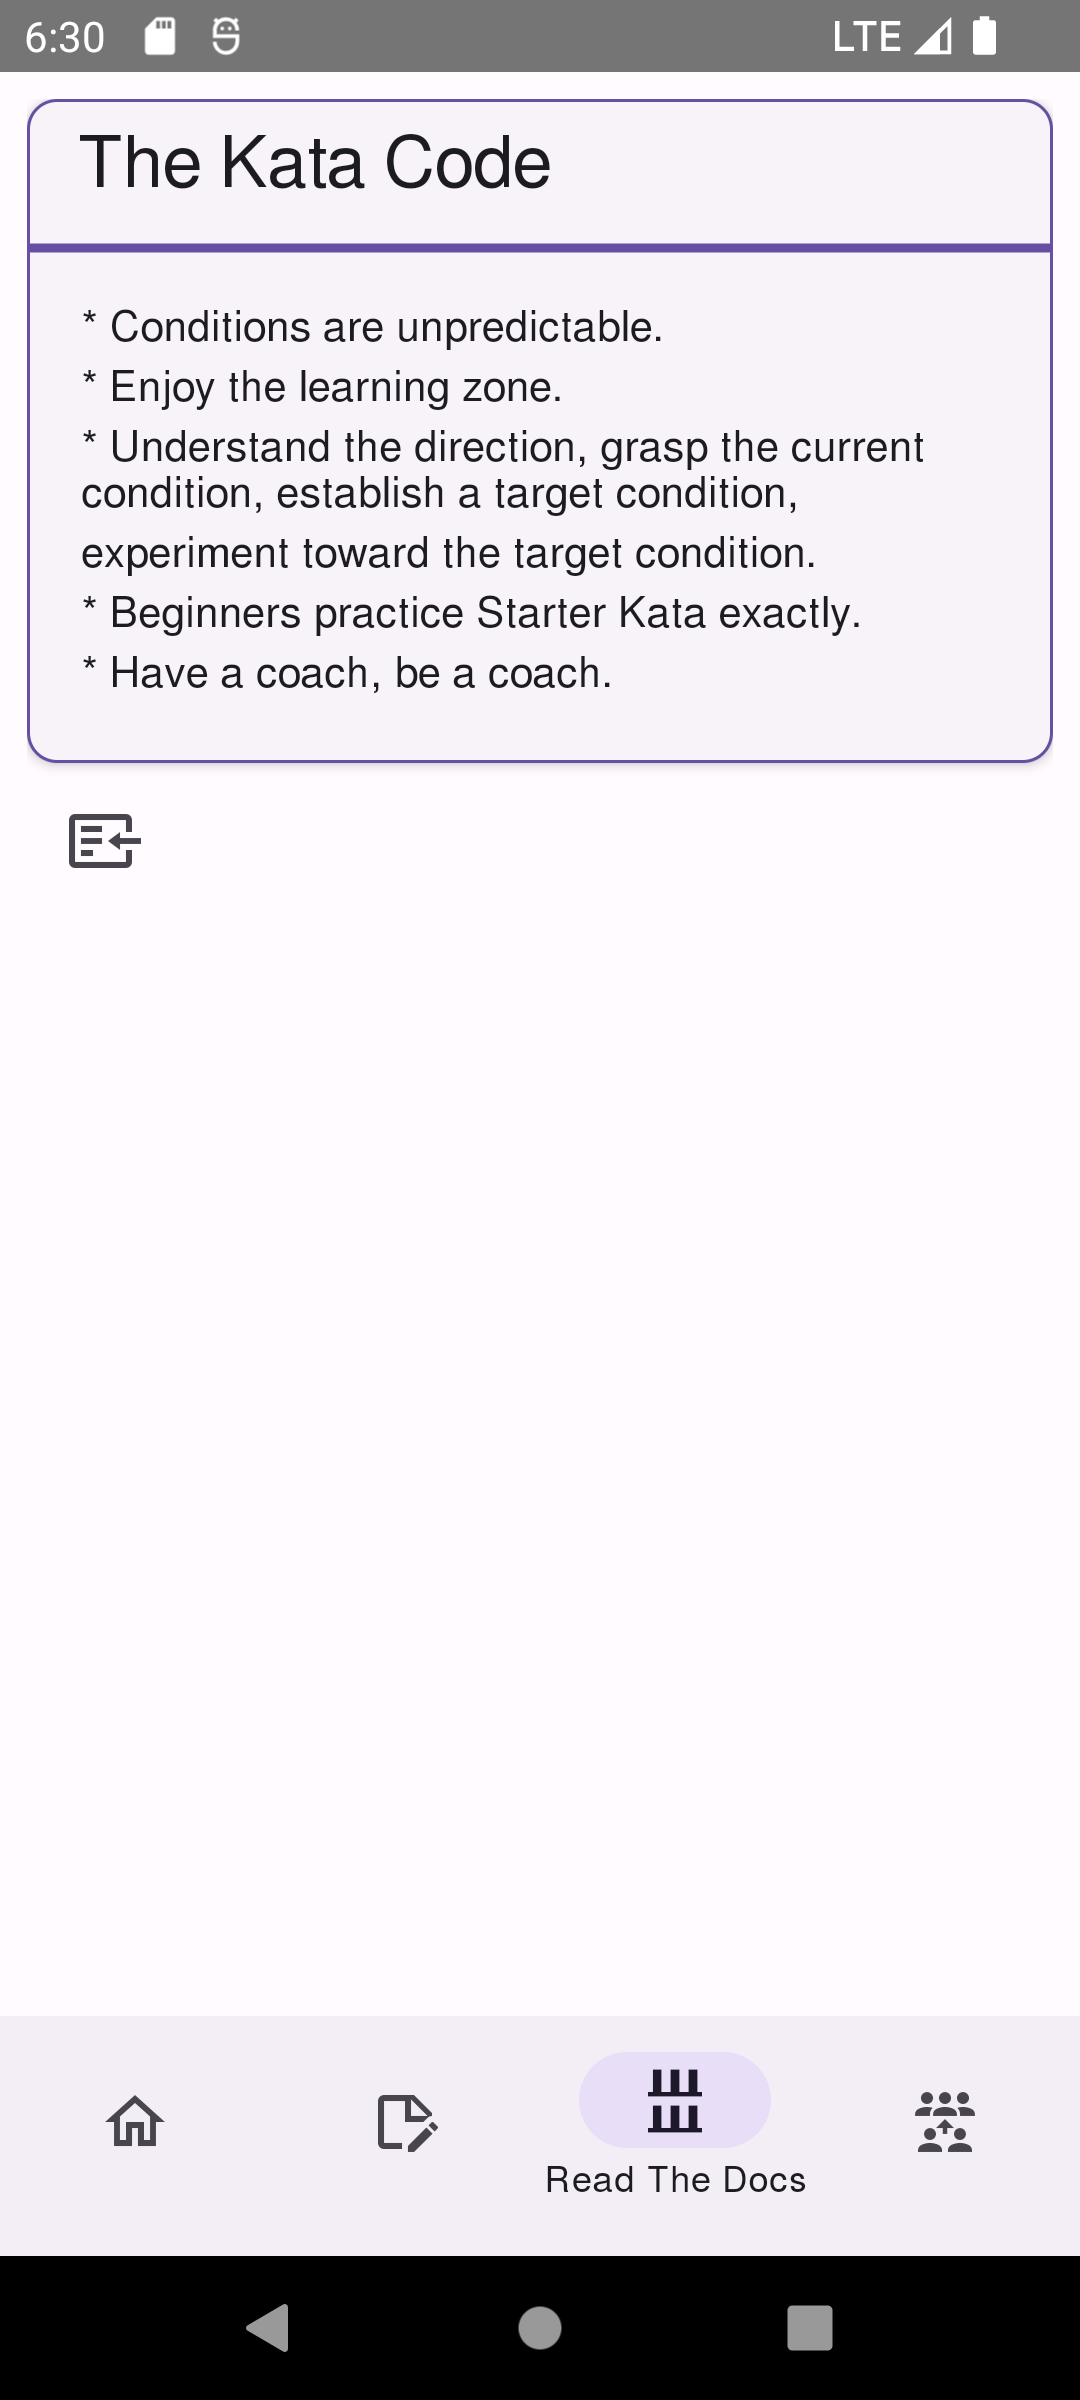 6:30
LTE
The Kata Code
* Conditions are unpredictable.
* Enjoy the learning zone.
* Understand the direction, grasp the current
condition, establish a target condition,
experiment toward the target condition.
* Beginners practice Starter Kata exactly.
* Have a coach, be a coach.
Read The Docs